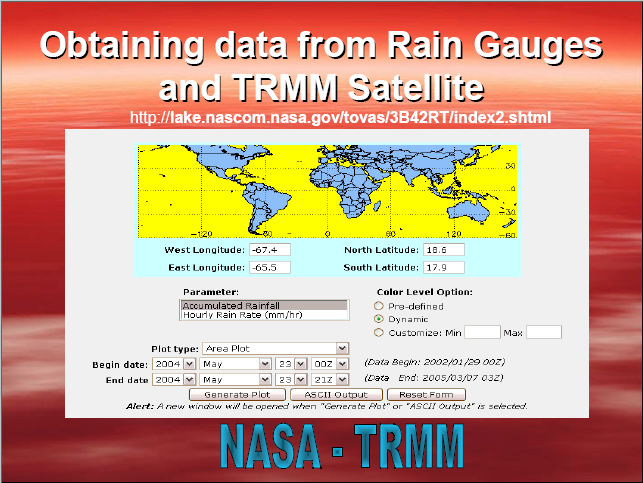 Obtaining data from Rain Gauges
and TRMM Satellite
http://lake.nascom.nasa.gov/tovas/3B42RT/index2.shtml
30
0
-30
-60
-120 -60 0 60 120
West Longitude: -67.4 North Latitude: 18.6
East Longitude: -65.5 South Latitude: 17.9
Parameter: Color Level Option:
Accumulated Rainfall Pre-defined
Hourly Rain Rate (mm/hr) Dynamic
Customize: Min Max
Plot type: Area Plot
Begin date: 2004 May 23 00Z (Data Begin: 2002/01/29 00Z)
End date 2004 May 23 21Z (Data End: 2005/03/07 03Z)
Generate Plot ASCII Output Reset Form
Alert: A new window will be opened when "Generate Plot" or "ASCII Output" is selected.
NASA - TRMM